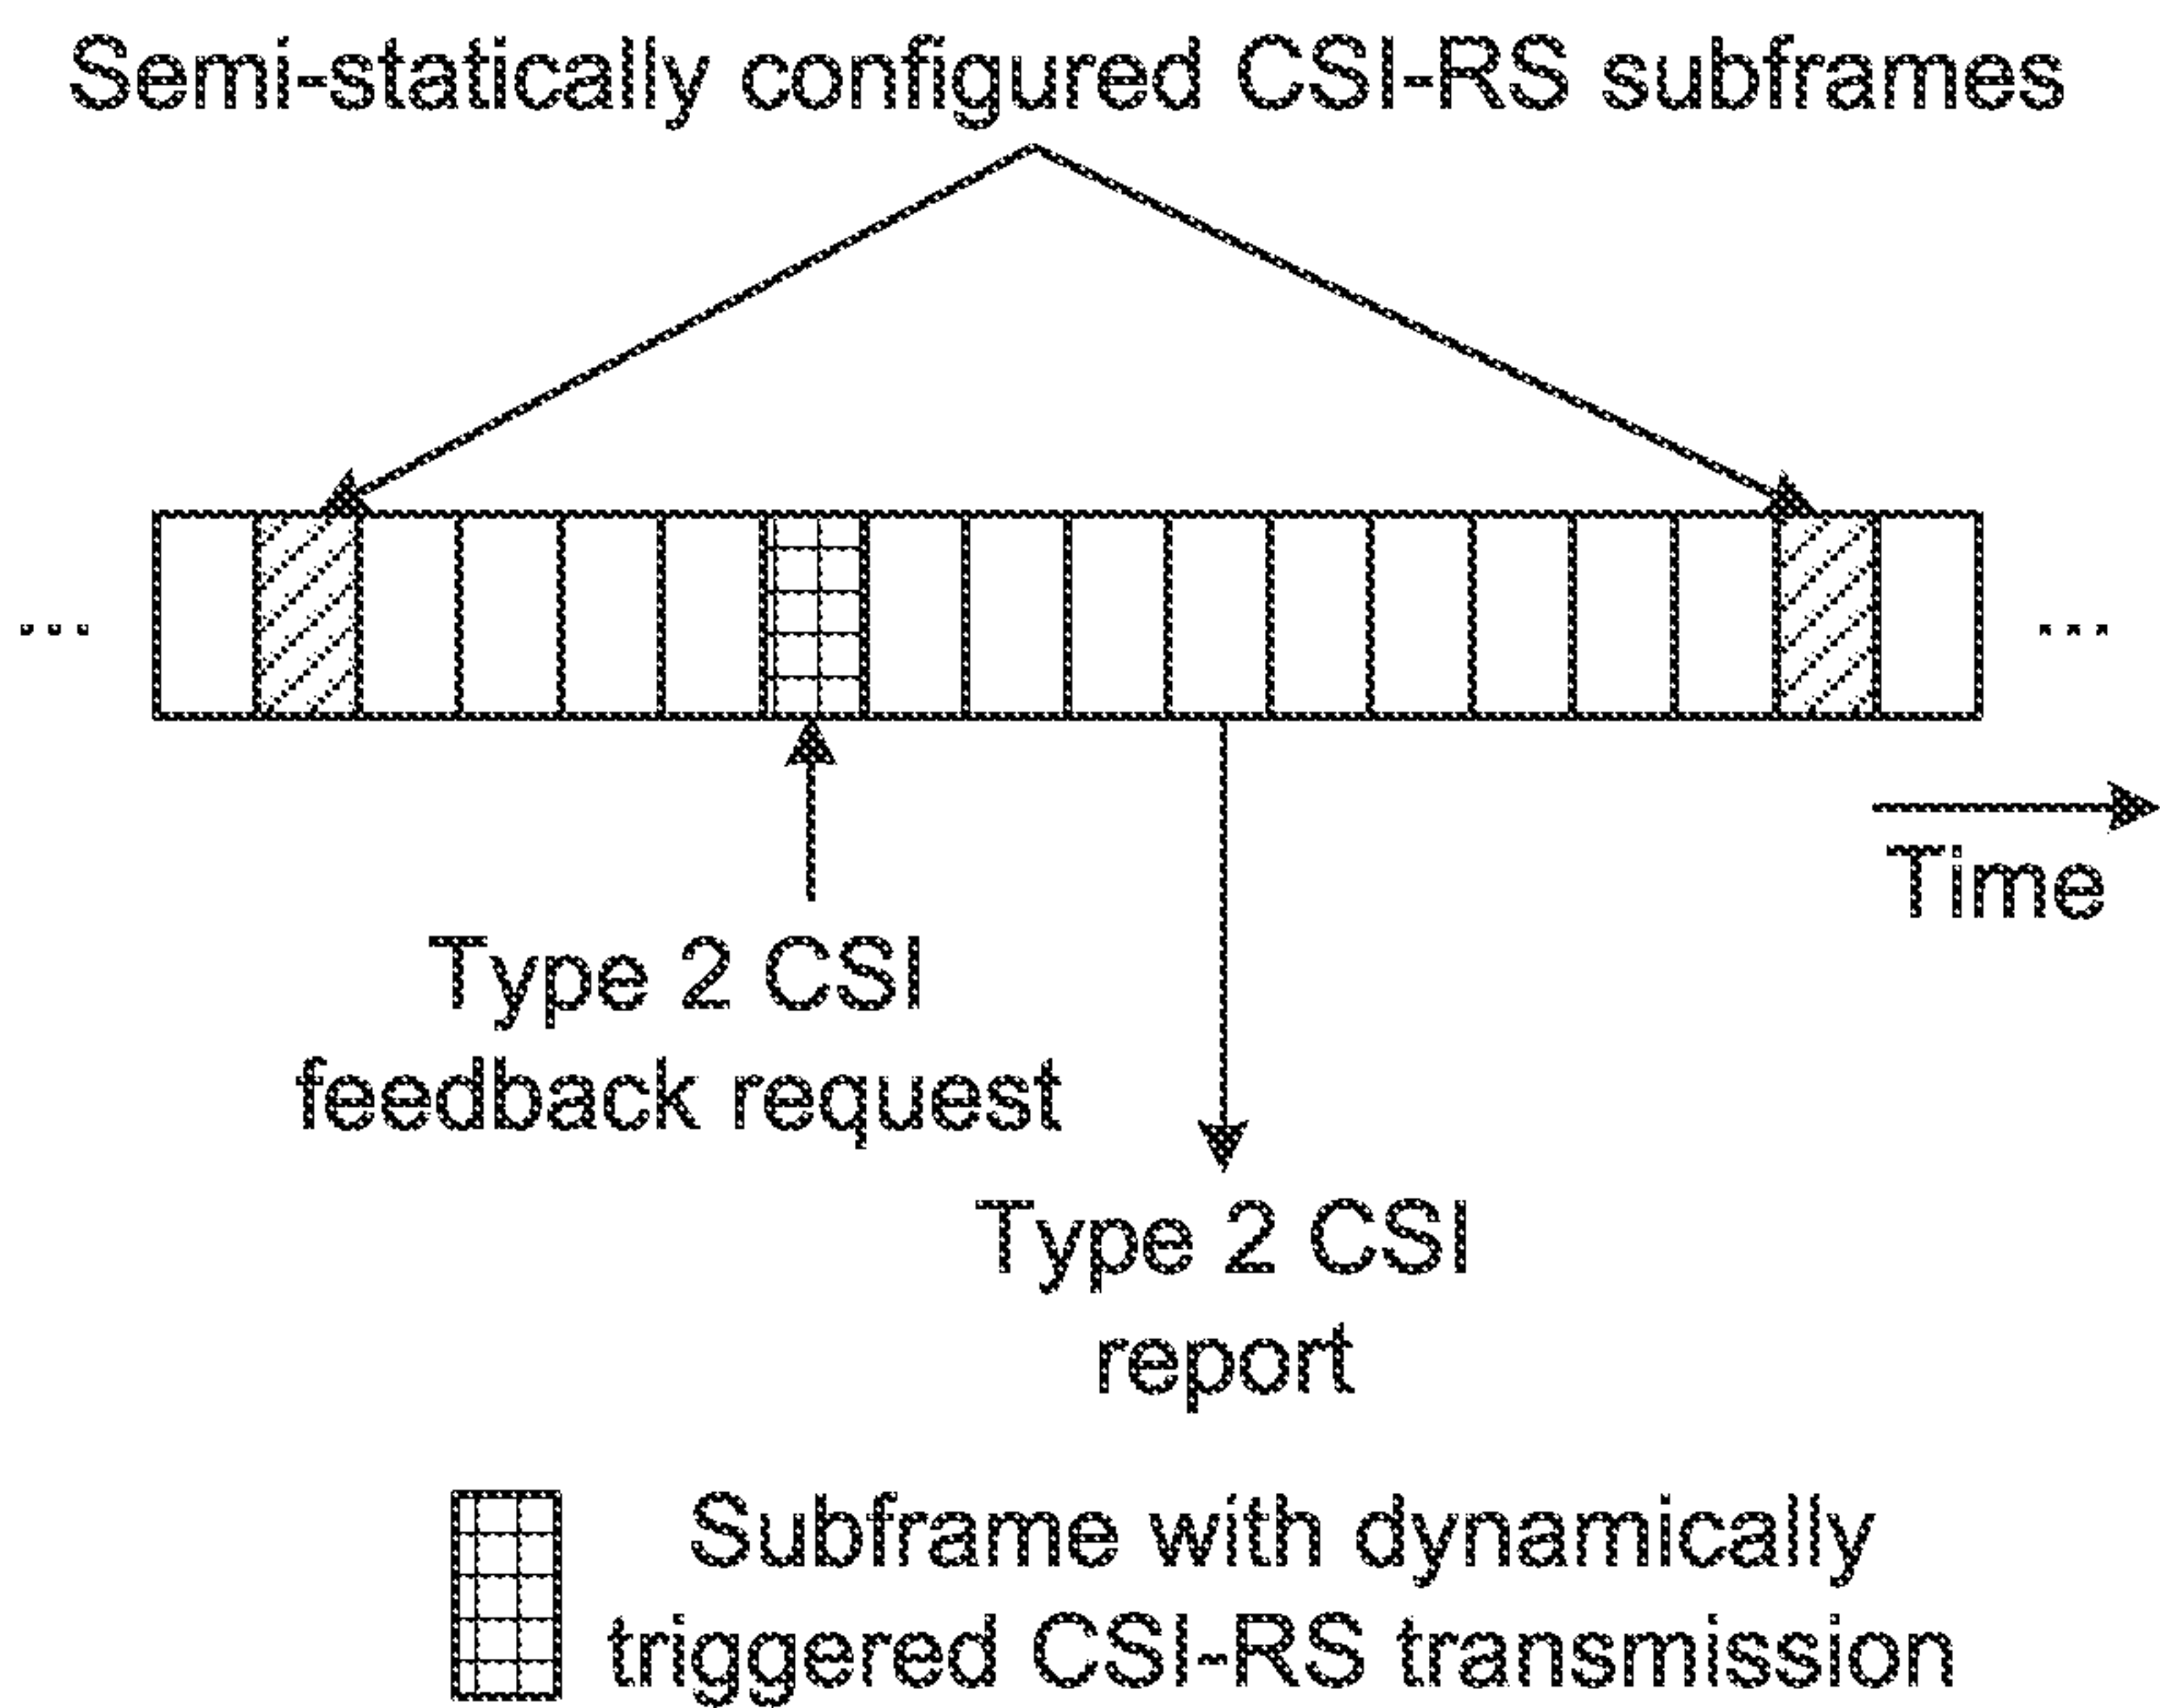 Semi-statically configured CSI-RS subframes
... ...
Time
Type 2 CSI
feedback request
Type 2 CSI
report
Subframe with dynamically
triggered CSI-RS transmission